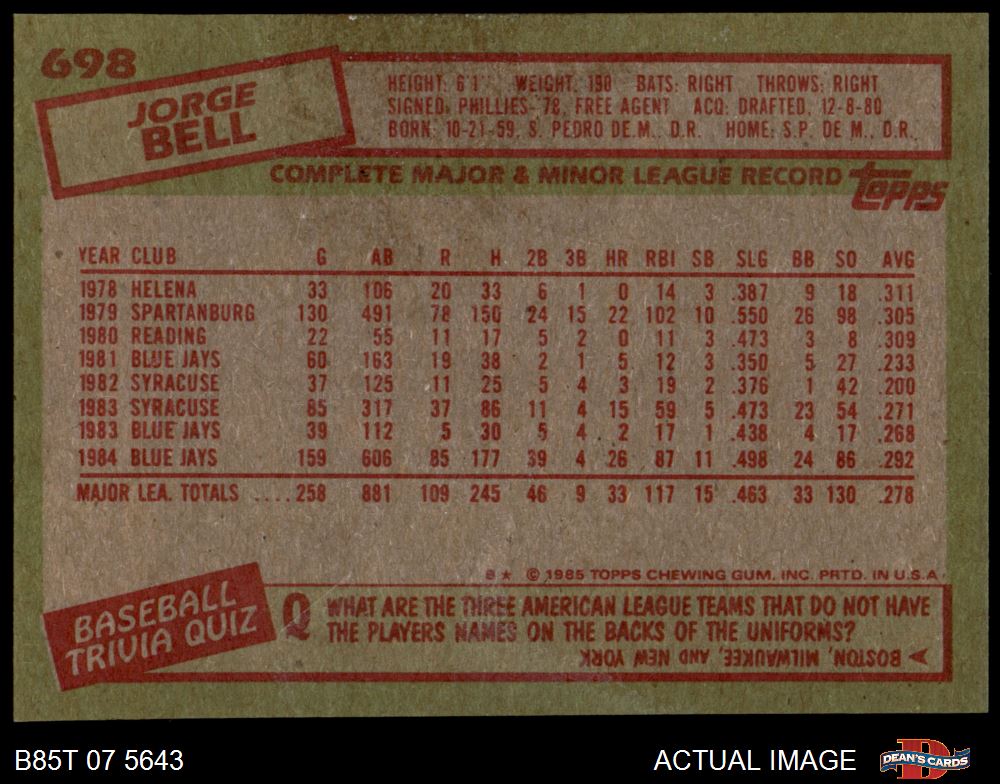 698
JORGE
BELL
HEIGHT: 6'1" WEIGHT: 190 BATS: RIGHT THROWS: RIGHT
SIGNED: PHILLIES-'78, FREE AGENT ACQ: DRAFTED, 12-8-80
BORN: 10-21-59, S. PEDRO DE M., D.R. HOME: S.P. DE M., D.R.
COMPLETE MAJOR & MINOR LEAGUE RECORD topps
YEAR CLUB G AB R H 2B 3B HR RBI SB SLG BB SO AVG
1978 HELENA 33 106 20 33 6 1 0 14 3 .387 9 18 .311
1979 SPARTANBURG 130 491 78 150 24 15 22 102 10 .550 26 98 .305
1980 READING 22 55 11 17 5 2 0 11 3 .473 3 8 .309
1981 BLUE JAYS 60 163 19 38 2 1 5 12 3 .350 5 27 .233
1982 SYRACUSE 37 125 11 25 5 4 3 19 2 .376 1 42 .200
1983 SYRACUSE 85 317 37 86 11 4 15 59 5 .473 23 54 .271
1983 BLUE JAYS 39 112 5 30 5 4 2 17 1 .438 4 17 .268
1984 BLUE JAYS 159 606 85 177 39 4 26 87 11 .498 24 86 .292
MAJOR LEA. TOTALS ....258 881 109 245 46 9 33 117 15 .463 33 130 .278
B★ © 1985 TOPPS CHEWING GUM, INC. PRTD. IN U.S.A.
BASEBALL
TRIVIA QUIZ
Q WHAT ARE THE THREE AMERICAN LEAGUE TEAMS THAT DO NOT HAVE
THE PLAYERS NAMES ON THE BACKS OF THE UNIFORMS?
BOSTON, MILWAUKEE, AND NEW YORK
B85T 07 5643
ACTUAL IMAGE
DEAN'S CARDS